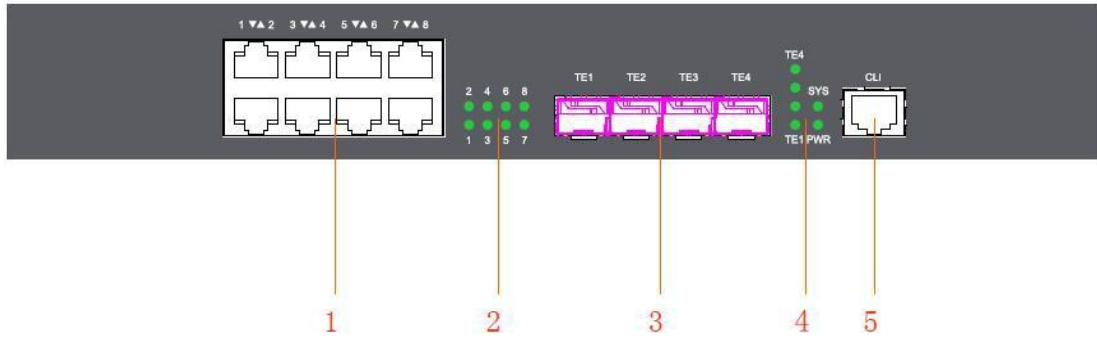 1 ▼▲ 2 3 ▼▲ 4 5 ▼▲ 6 7 ▼▲ 8
TE4
TE1 TE2 TE3 TE4
CLI
2 4 6 8
SYS
1 3 5 7
TE1 PWR
1 2 3 4 5